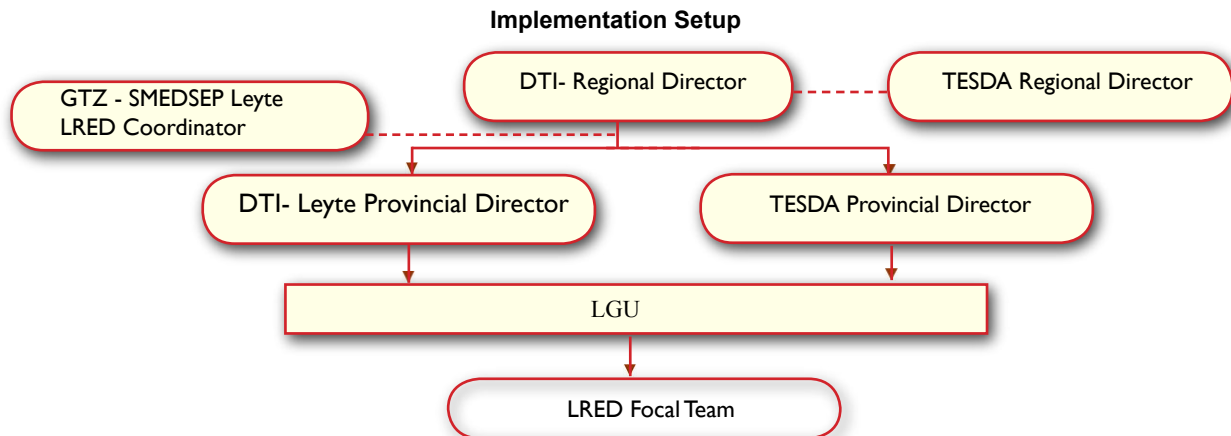 Implementation Setup
DTI- Regional Director
TESDA Regional Director
GTZ - SMEDSEP Leyte
LRED Coordinator
DTI- Leyte Provincial Director
TESDA Provincial Director
LGU
LRED Focal Team